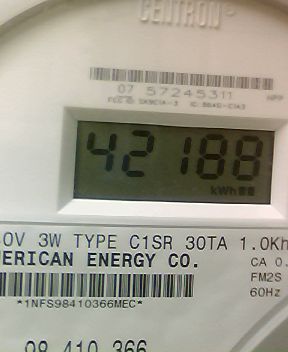 CENTRON®
07 57245311
42188
kWh
0V 3W TYPE C1SR 30TA 1.0Kh
ERICAN ENERGY CO.
CA 0.
FM2S
60Hz
*1NFS98410366MEC*
98 410 366